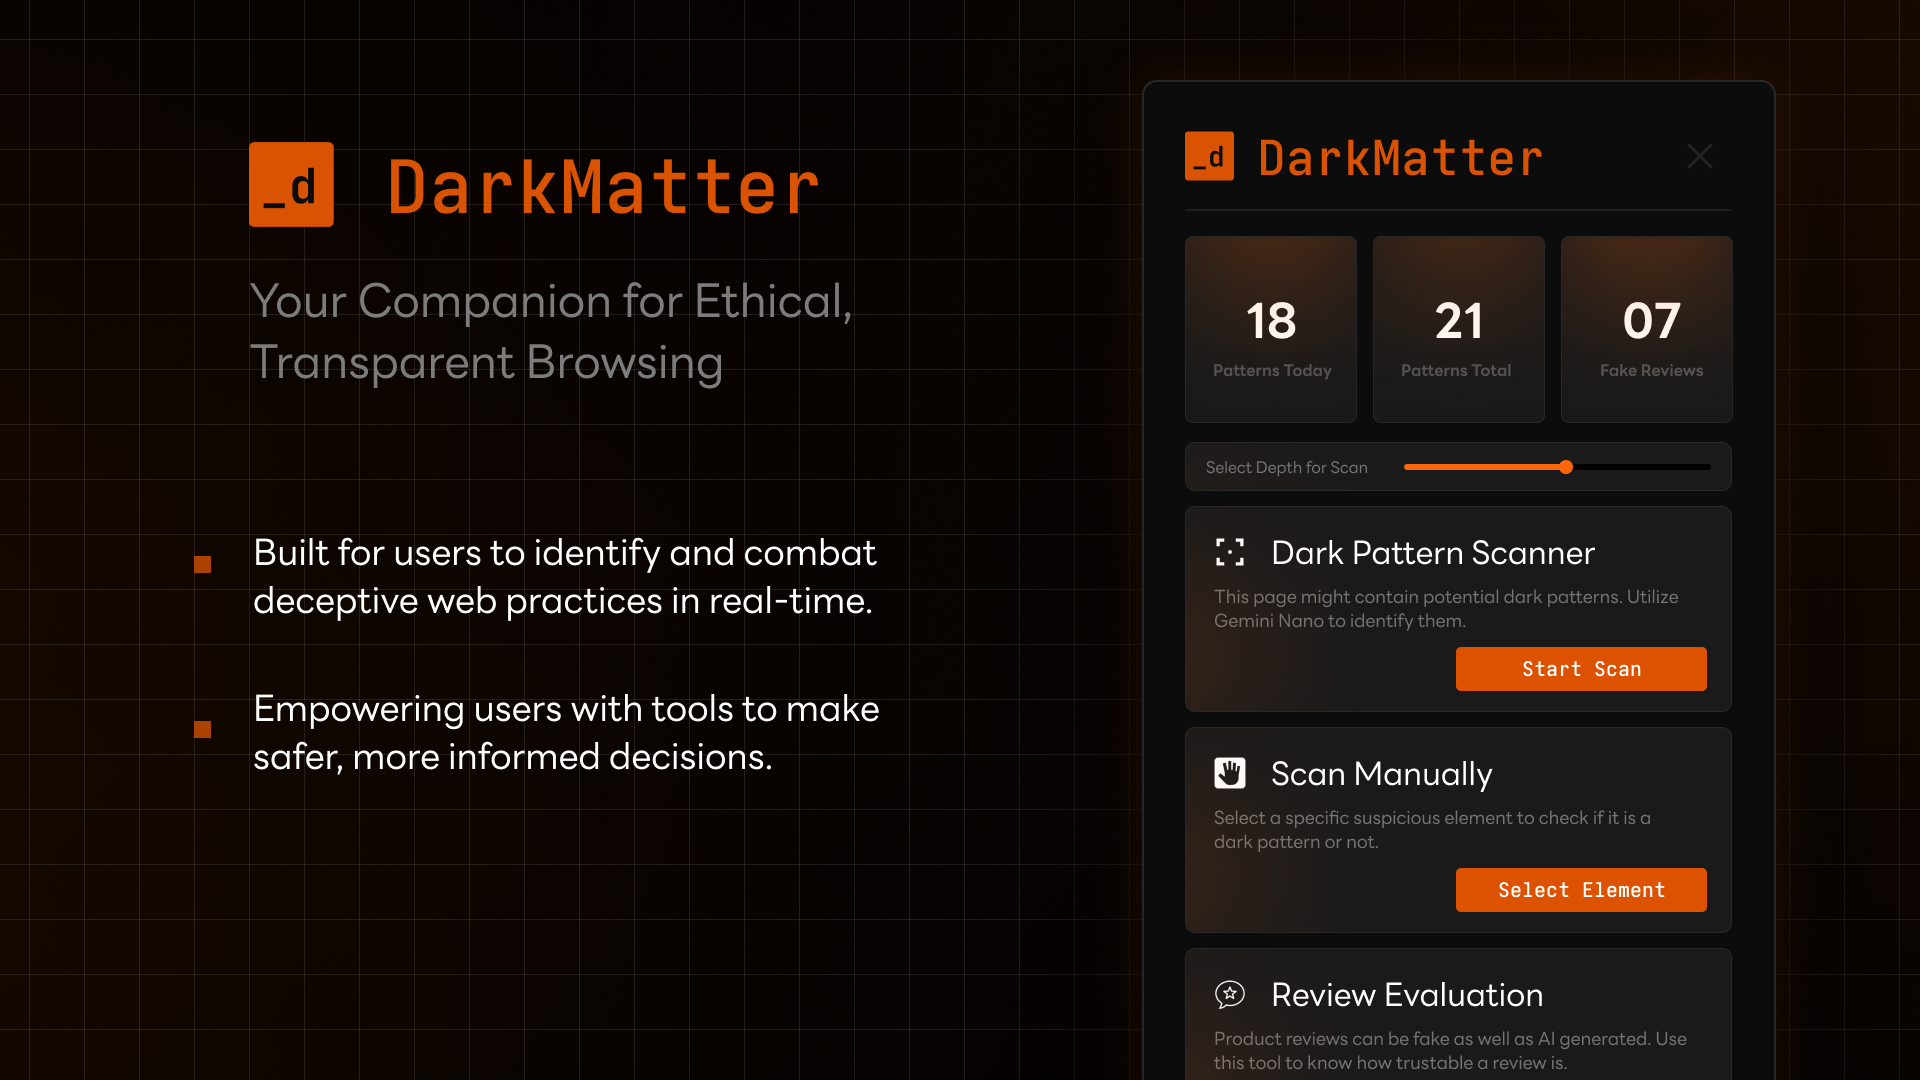 _d DarkMatter
Your Companion for Ethical,
Transparent Browsing
Built for users to identify and combat
deceptive web practices in real-time.
Empowering users with tools to make
safer, more informed decisions.
_d DarkMatter
18 21 07
Patterns Today Patterns Total Fake Reviews
Select Depth for Scan
Dark Pattern Scanner
This page might contain potential dark patterns. Utilize
Gemini Nano to identify them.
Start Scan
Scan Manually
Select a specific suspicious element to check if it is a
dark pattern or not.
Select Element
Review Evaluation
Product reviews can be fake as well as AI generated. Use
this tool to know how trustable a review is.